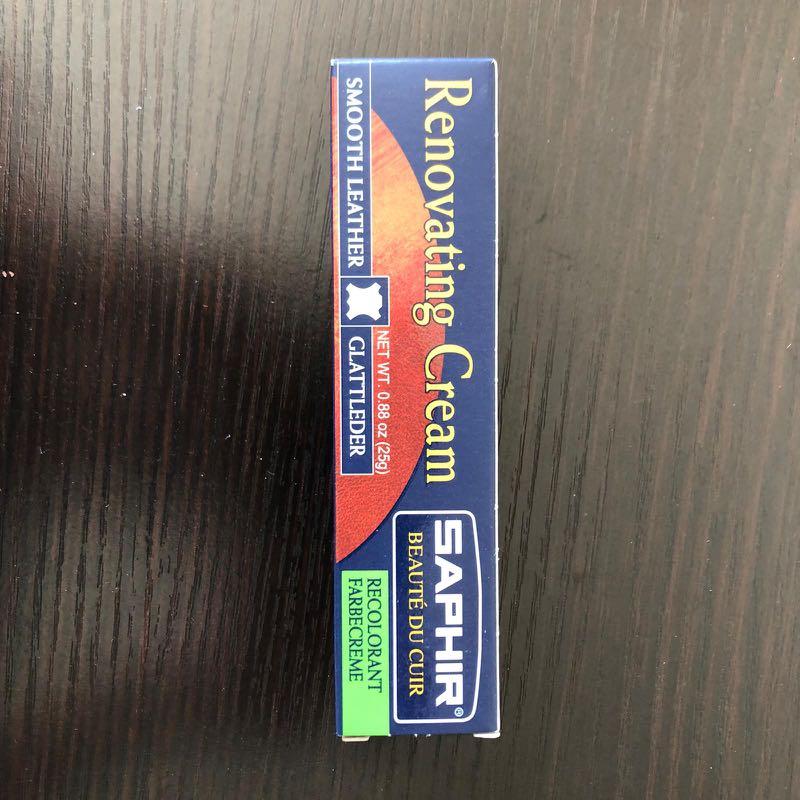 Renovating Cream
NET WT. 0.88 oz (25g)
SMOOTH LEATHER GLATTLEDER
SAPHIR®
BEAUTÉ DU CUIR
RECOLORANT
FARBECREME